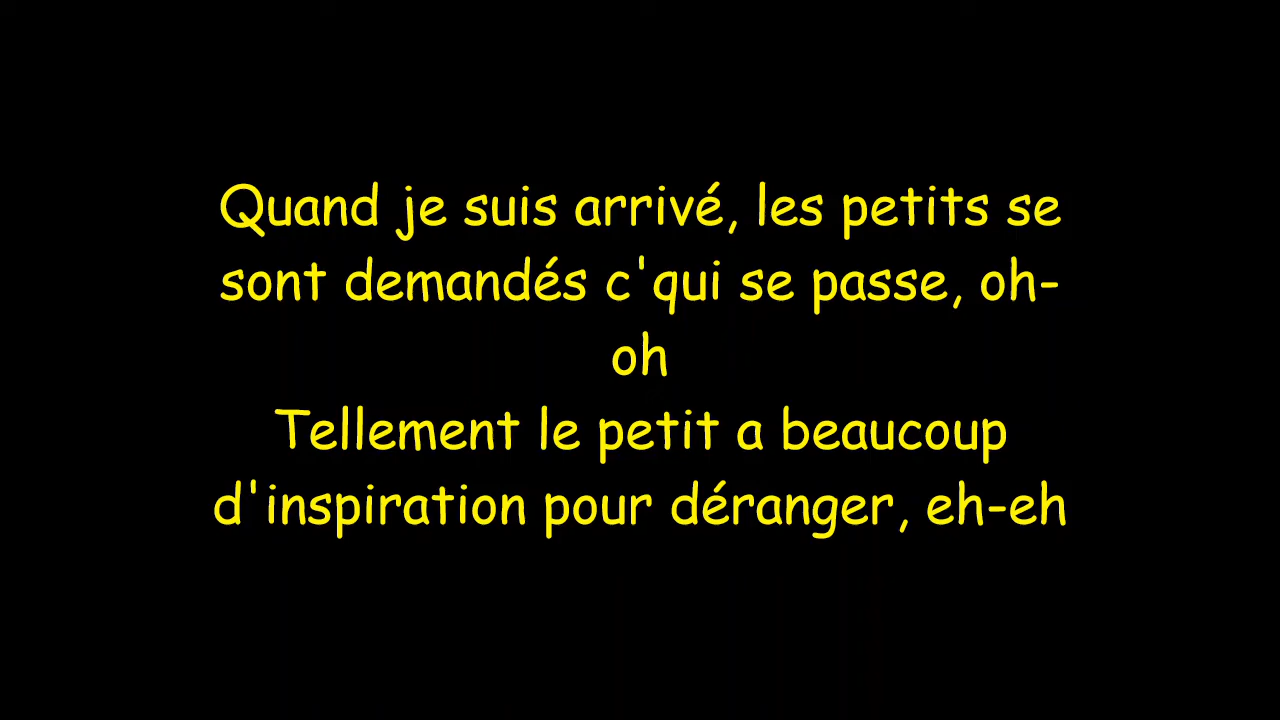 Quand je suis arrivé, les petits se
sont demandés c'qui se passe, oh-
oh
Tellement le petit a beaucoup
d'inspiration pour déranger, eh-eh